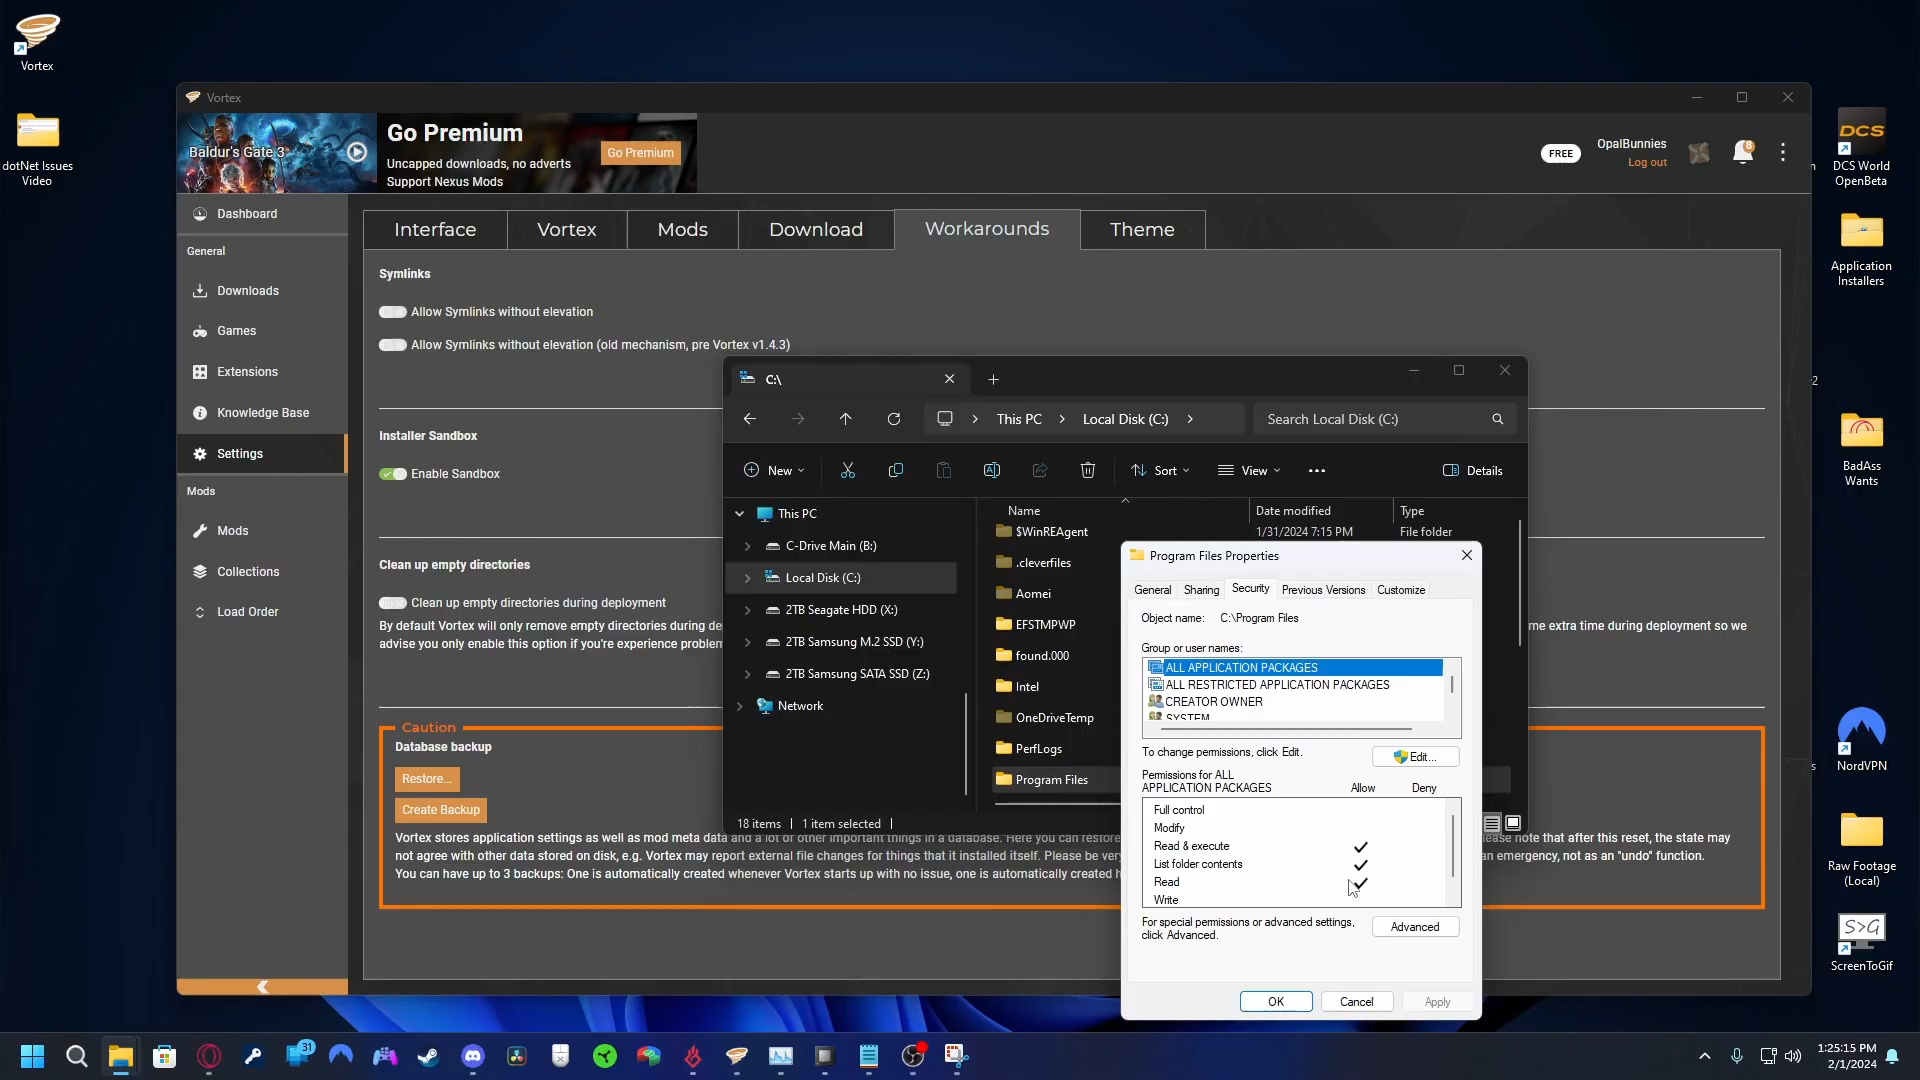 Vortex
dotNet Issues
Video
Vortex
Baldur's Gate 3
Go Premium
Uncapped downloads, no adverts
Support Nexus Mods
Go Premium
FREE
OpalBunnies
Log out
8
Dashboard
General
Downloads
Games
Extensions
Knowledge Base
Settings
Mods
Mods
Collections
Load Order
Interface
Vortex
Mods
Download
Workarounds
Theme
Symlinks
Allow Symlinks without elevation
Allow Symlinks without elevation (old mechanism, pre Vortex v1.4.3)
Installer Sandbox
Enable Sandbox
Clean up empty directories
Clean up empty directories during deployment
By default Vortex will only remove empty directories during de
me extra time during deployment so we
advise you only enable this option if you're experience problem
Caution
Database backup
Restore...
Create Backup
Vortex stores application settings as well as mod meta data and a lot of other important things in a database. Here you can restore
lease note that after this reset, the state may
not agree with other data stored on disk, e.g. Vortex may report external file changes for things that it installed itself. Please be very
an emergency, not as an "undo" function.
You can have up to 3 backups: One is automatically created whenever Vortex starts up with no issue, one is automatically created h
C:\
This PC
Local Disk (C:)
Search Local Disk (C:)
New
Sort
View
Details
This PC
C-Drive Main (B:)
Local Disk (C:)
2TB Seagate HDD (X:)
2TB Samsung M.2 SSD (Y:)
2TB Samsung SATA SSD (Z:)
Network
Name
Date modified
Type
$WinREAgent
1/31/2024 7:15 PM
File folder
.cleverfiles
Aomei
EFSTMPWP
found.000
Intel
OneDriveTemp
PerfLogs
Program Files
18 items
1 item selected
Program Files Properties
General
Sharing
Security
Previous Versions
Customize
Object name: C:\Program Files
Group or user names:
ALL APPLICATION PACKAGES
ALL RESTRICTED APPLICATION PACKAGES
CREATOR OWNER
SYSTEM
To change permissions, click Edit.
Edit...
Permissions for ALL
APPLICATION PACKAGES
Allow
Deny
Full control
Modify
Read & execute
List folder contents
Read
Write
For special permissions or advanced settings,
click Advanced.
Advanced
OK
Cancel
Apply
DCS
DCS World
OpenBeta
Application
Installers
2
BadAss
Wants
NordVPN
Raw Footage
(Local)
S>G
ScreenToGif
31
1:25:15 PM
2/1/2024